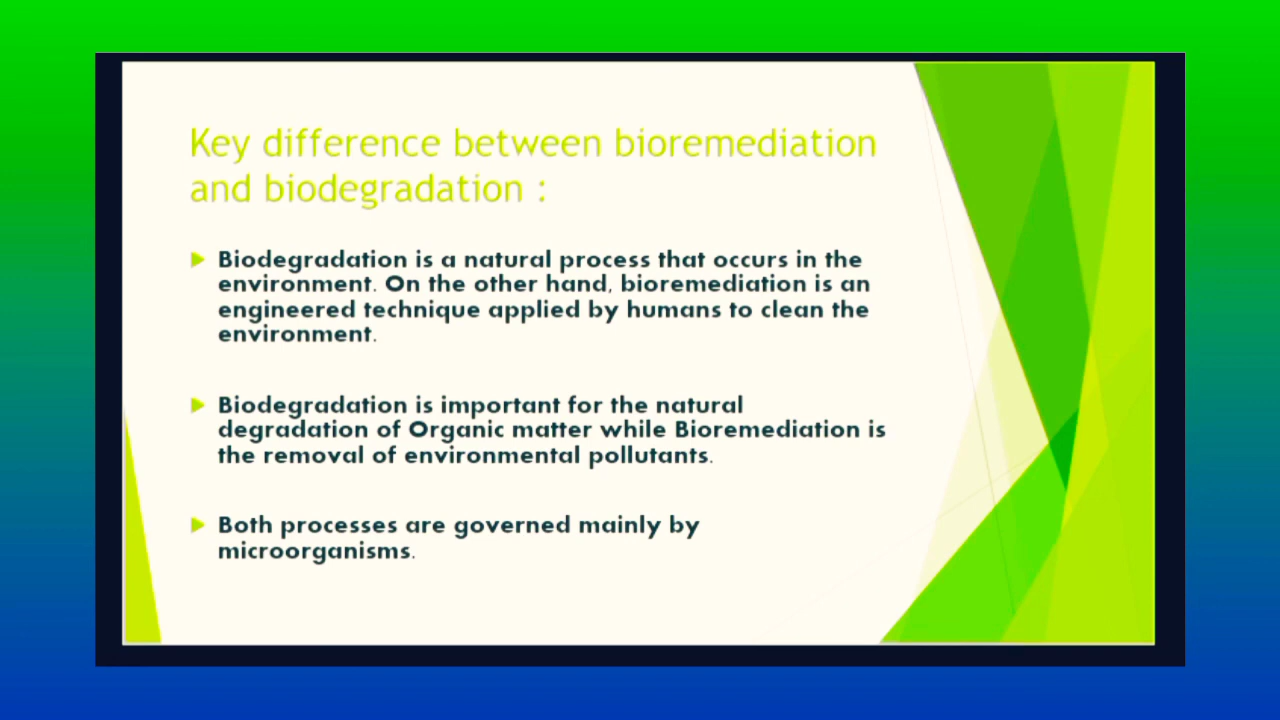 Key difference between bioremediation
and biodegradation :
Biodegradation is a natural process that occurs in the
environment. On the other hand, bioremediation is an
engineered technique applied by humans to clean the
environment.
Biodegradation is important for the natural
degradation of Organic matter while Bioremediation is
the removal of environmental pollutants.
Both processes are governed mainly by
microorganisms.